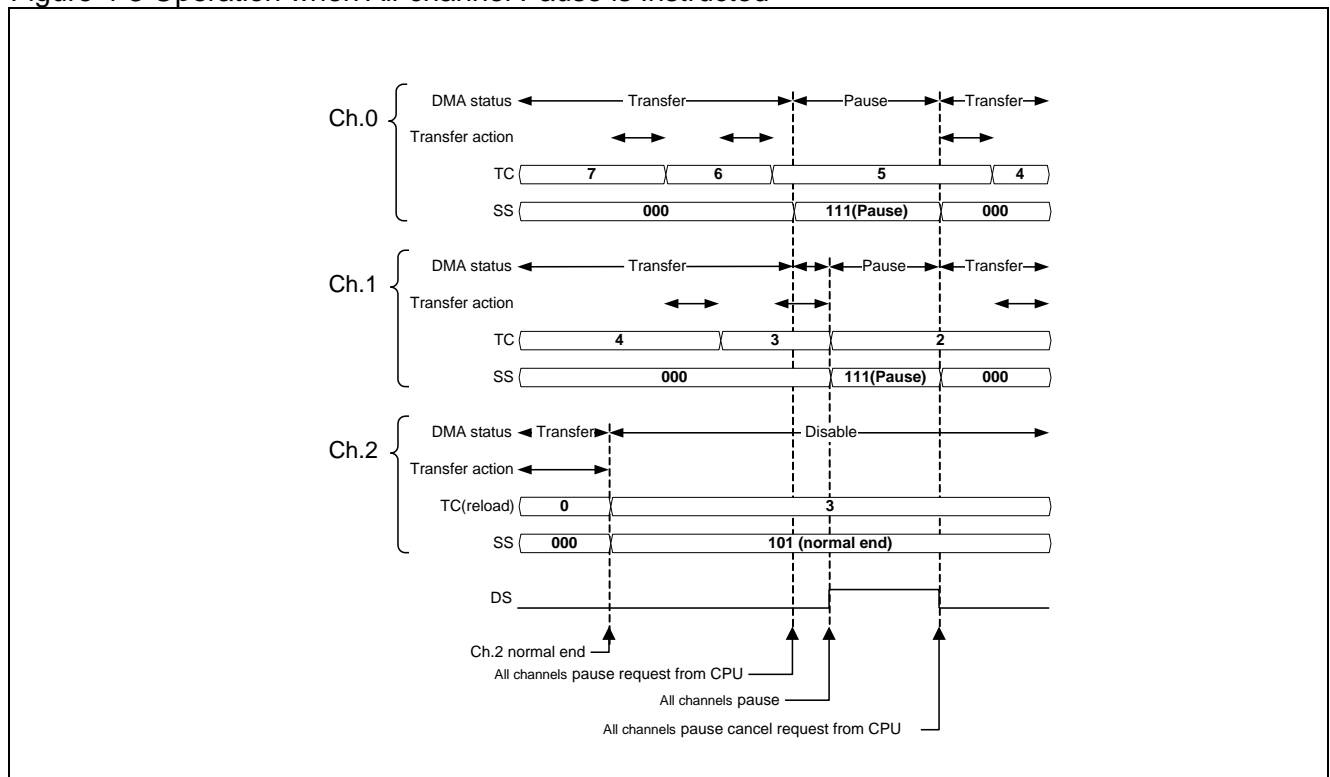 Figure 4-3 Operation when All-channel Pause is Instructed
Ch.0
DMA status Transfer Pause Transfer
Transfer action
TC 7 6 5 4
SS 000 111(Pause) 000
Ch.1
DMA status Transfer Pause Transfer
Transfer action
TC 4 3 2
SS 000 111(Pause) 000
Ch.2
DMA status Transfer Disable
Transfer action
TC(reload) 0 3
SS 000 101 (normal end)
DS
Ch.2 normal end
All channels pause request from CPU
All channels pause
All channels pause cancel request from CPU